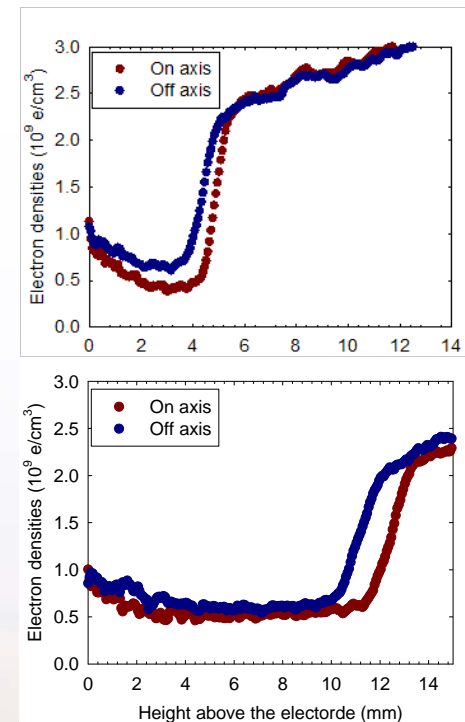 3.0
2.5
2.0
1.5
1.0
0.5
0.0
Electron densities (10⁹ e/cm³)
On axis
Off axis
0 2 4 6 8 10 12 14
3.0
2.5
2.0
1.5
1.0
0.5
0.0
Electron densities (10⁹ e/cm³)
On axis
Off axis
0 2 4 6 8 10 12 14
Height above the electorde (mm)